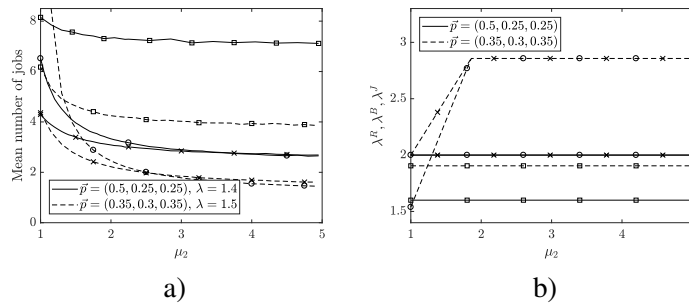 8
6
4
2
0
Mean number of jobs
p⃗ = (0.5, 0.25, 0.25), λ = 1.4
p⃗ = (0.35, 0.3, 0.35), λ = 1.5
1 2 3 4 5
μ₂
a)
p⃗ = (0.5, 0.25, 0.25)
p⃗ = (0.35, 0.3, 0.35)
3
2.5
2
1.5
λᴿ, λᴮ, λᴶ
1 2 3 4
μ₂
b)